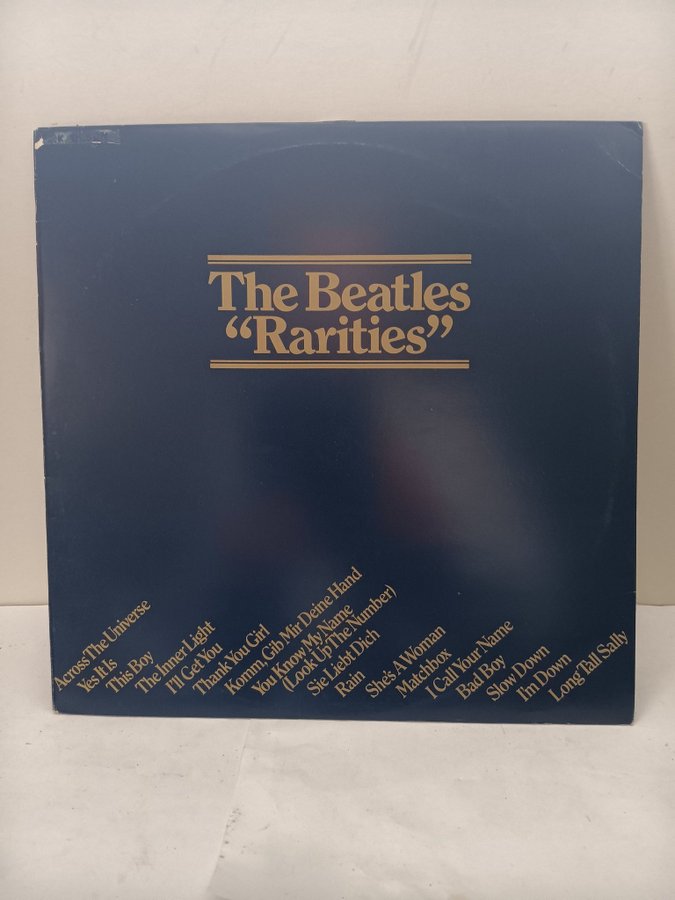 The Beatles
“Rarities”
Across The Universe
Yes It Is
This Boy
The Inner Light
I'll Get You
Thank You Girl
Komm, Gib Mir Deine Hand
You Know My Name
(Look Up The Number)
Sie Liebt Dich
Rain
She's A Woman
Matchbox
I Call Your Name
Bad Boy
Slow Down
I'm Down
Long Tall Sally